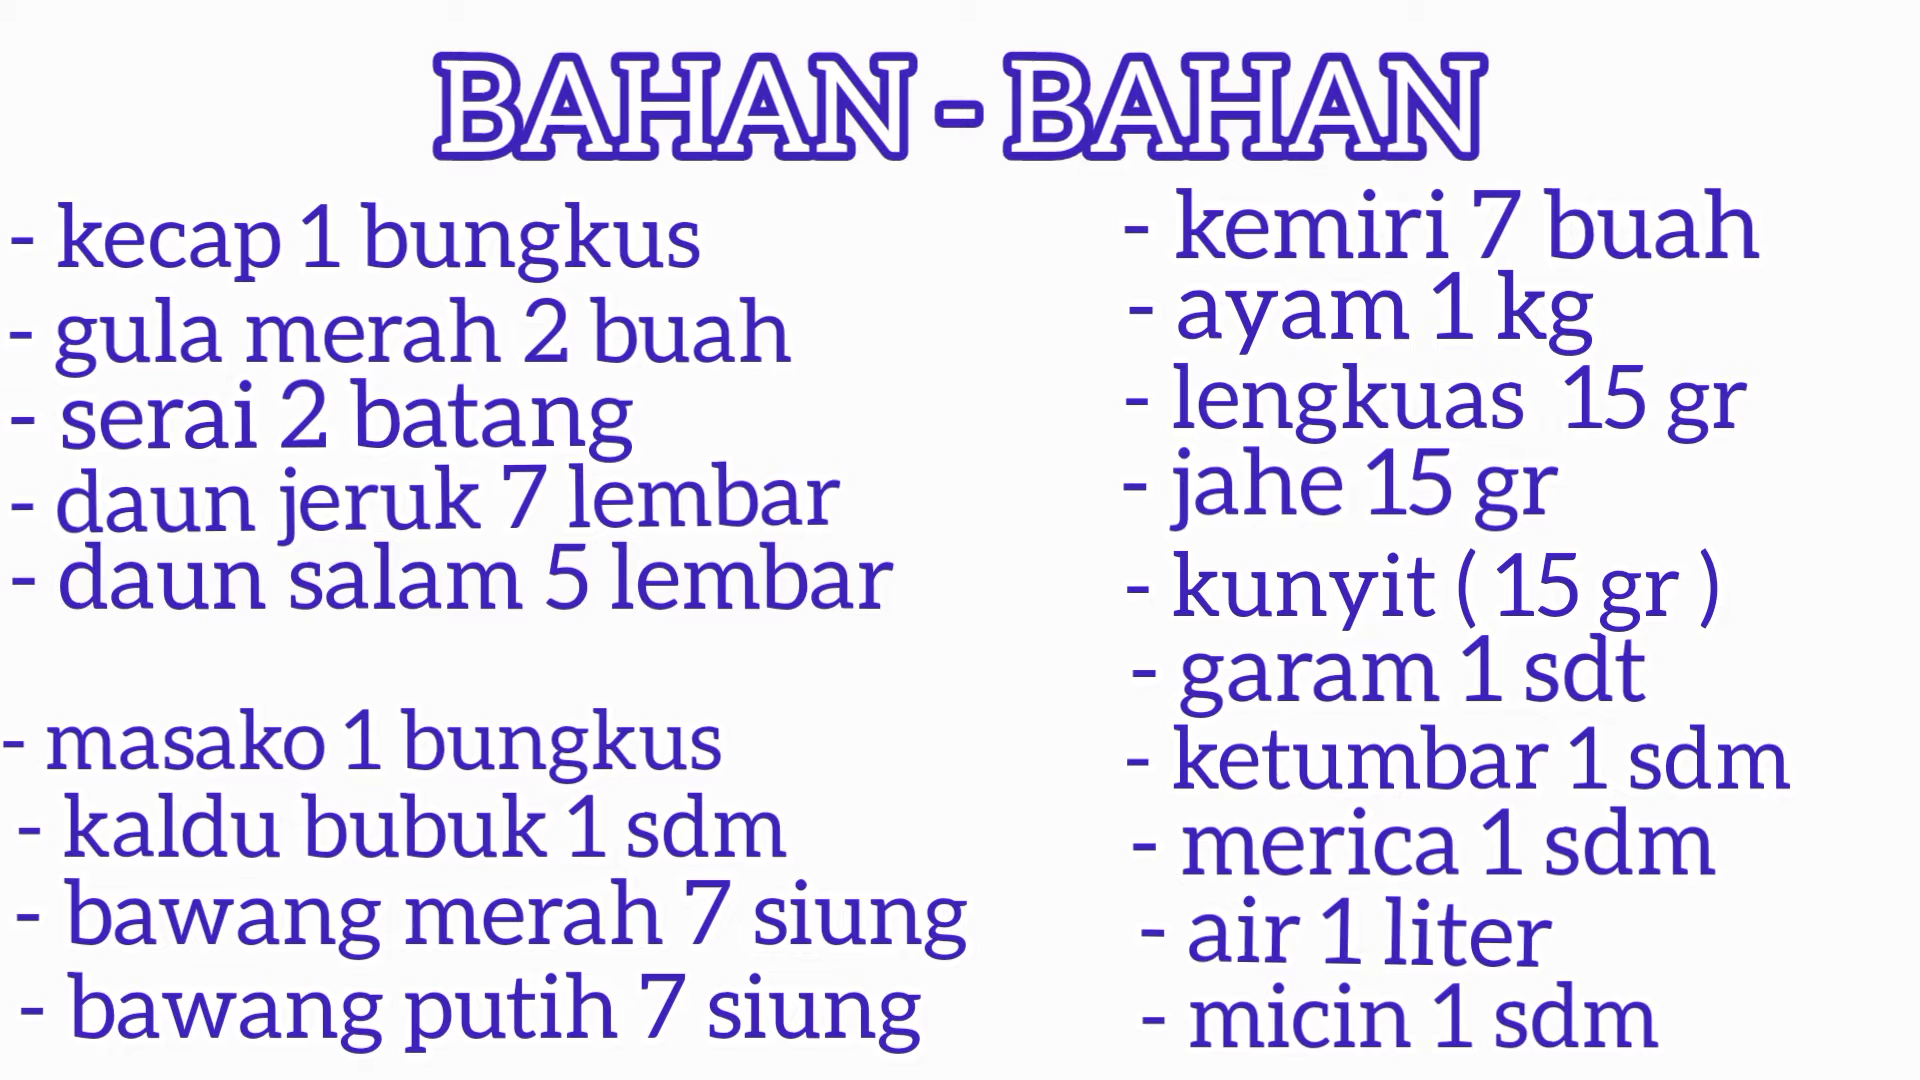 BAHAN - BAHAN
- kecap 1 bungkus
- gula merah 2 buah
- serai 2 batang
- daun jeruk 7 lembar
- daun salam 5 lembar
- masako 1 bungkus
- kaldu bubuk 1 sdm
- bawang merah 7 siung
- bawang putih 7 siung
- kemiri 7 buah
- ayam 1 kg
- lengkuas 15 gr
- jahe 15 gr
- kunyit ( 15 gr )
- garam 1 sdt
- ketumbar 1 sdm
- merica 1 sdm
- air 1 liter
- micin 1 sdm